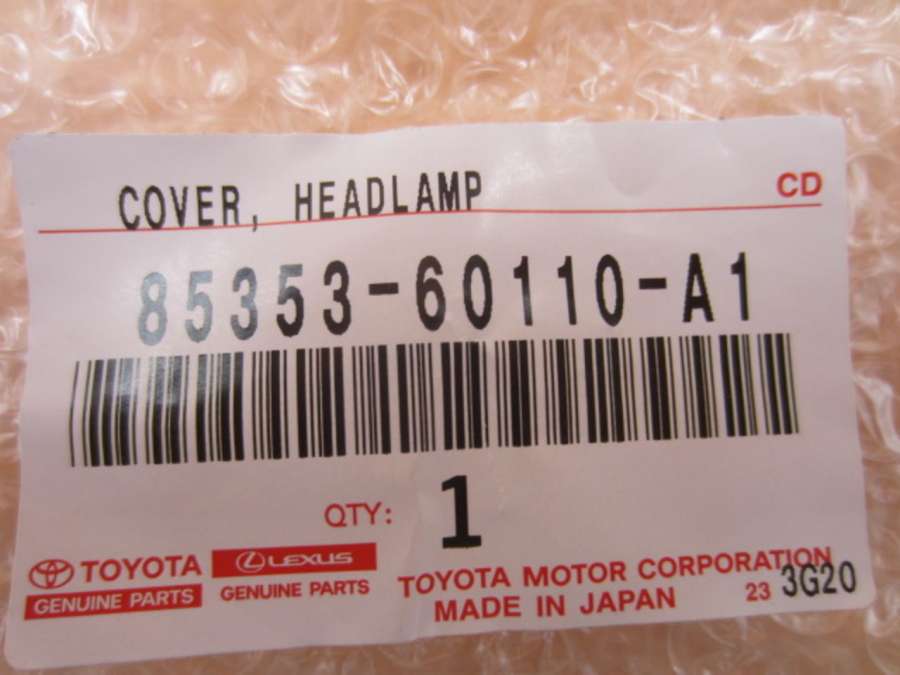 COVER, HEADLAMP CD
85353-60110-A1
QTY: 1
TOYOTA
GENUINE PARTS
LEXUS
GENUINE PARTS
TOYOTA MOTOR CORPORATION
MADE IN JAPAN 23 3G20